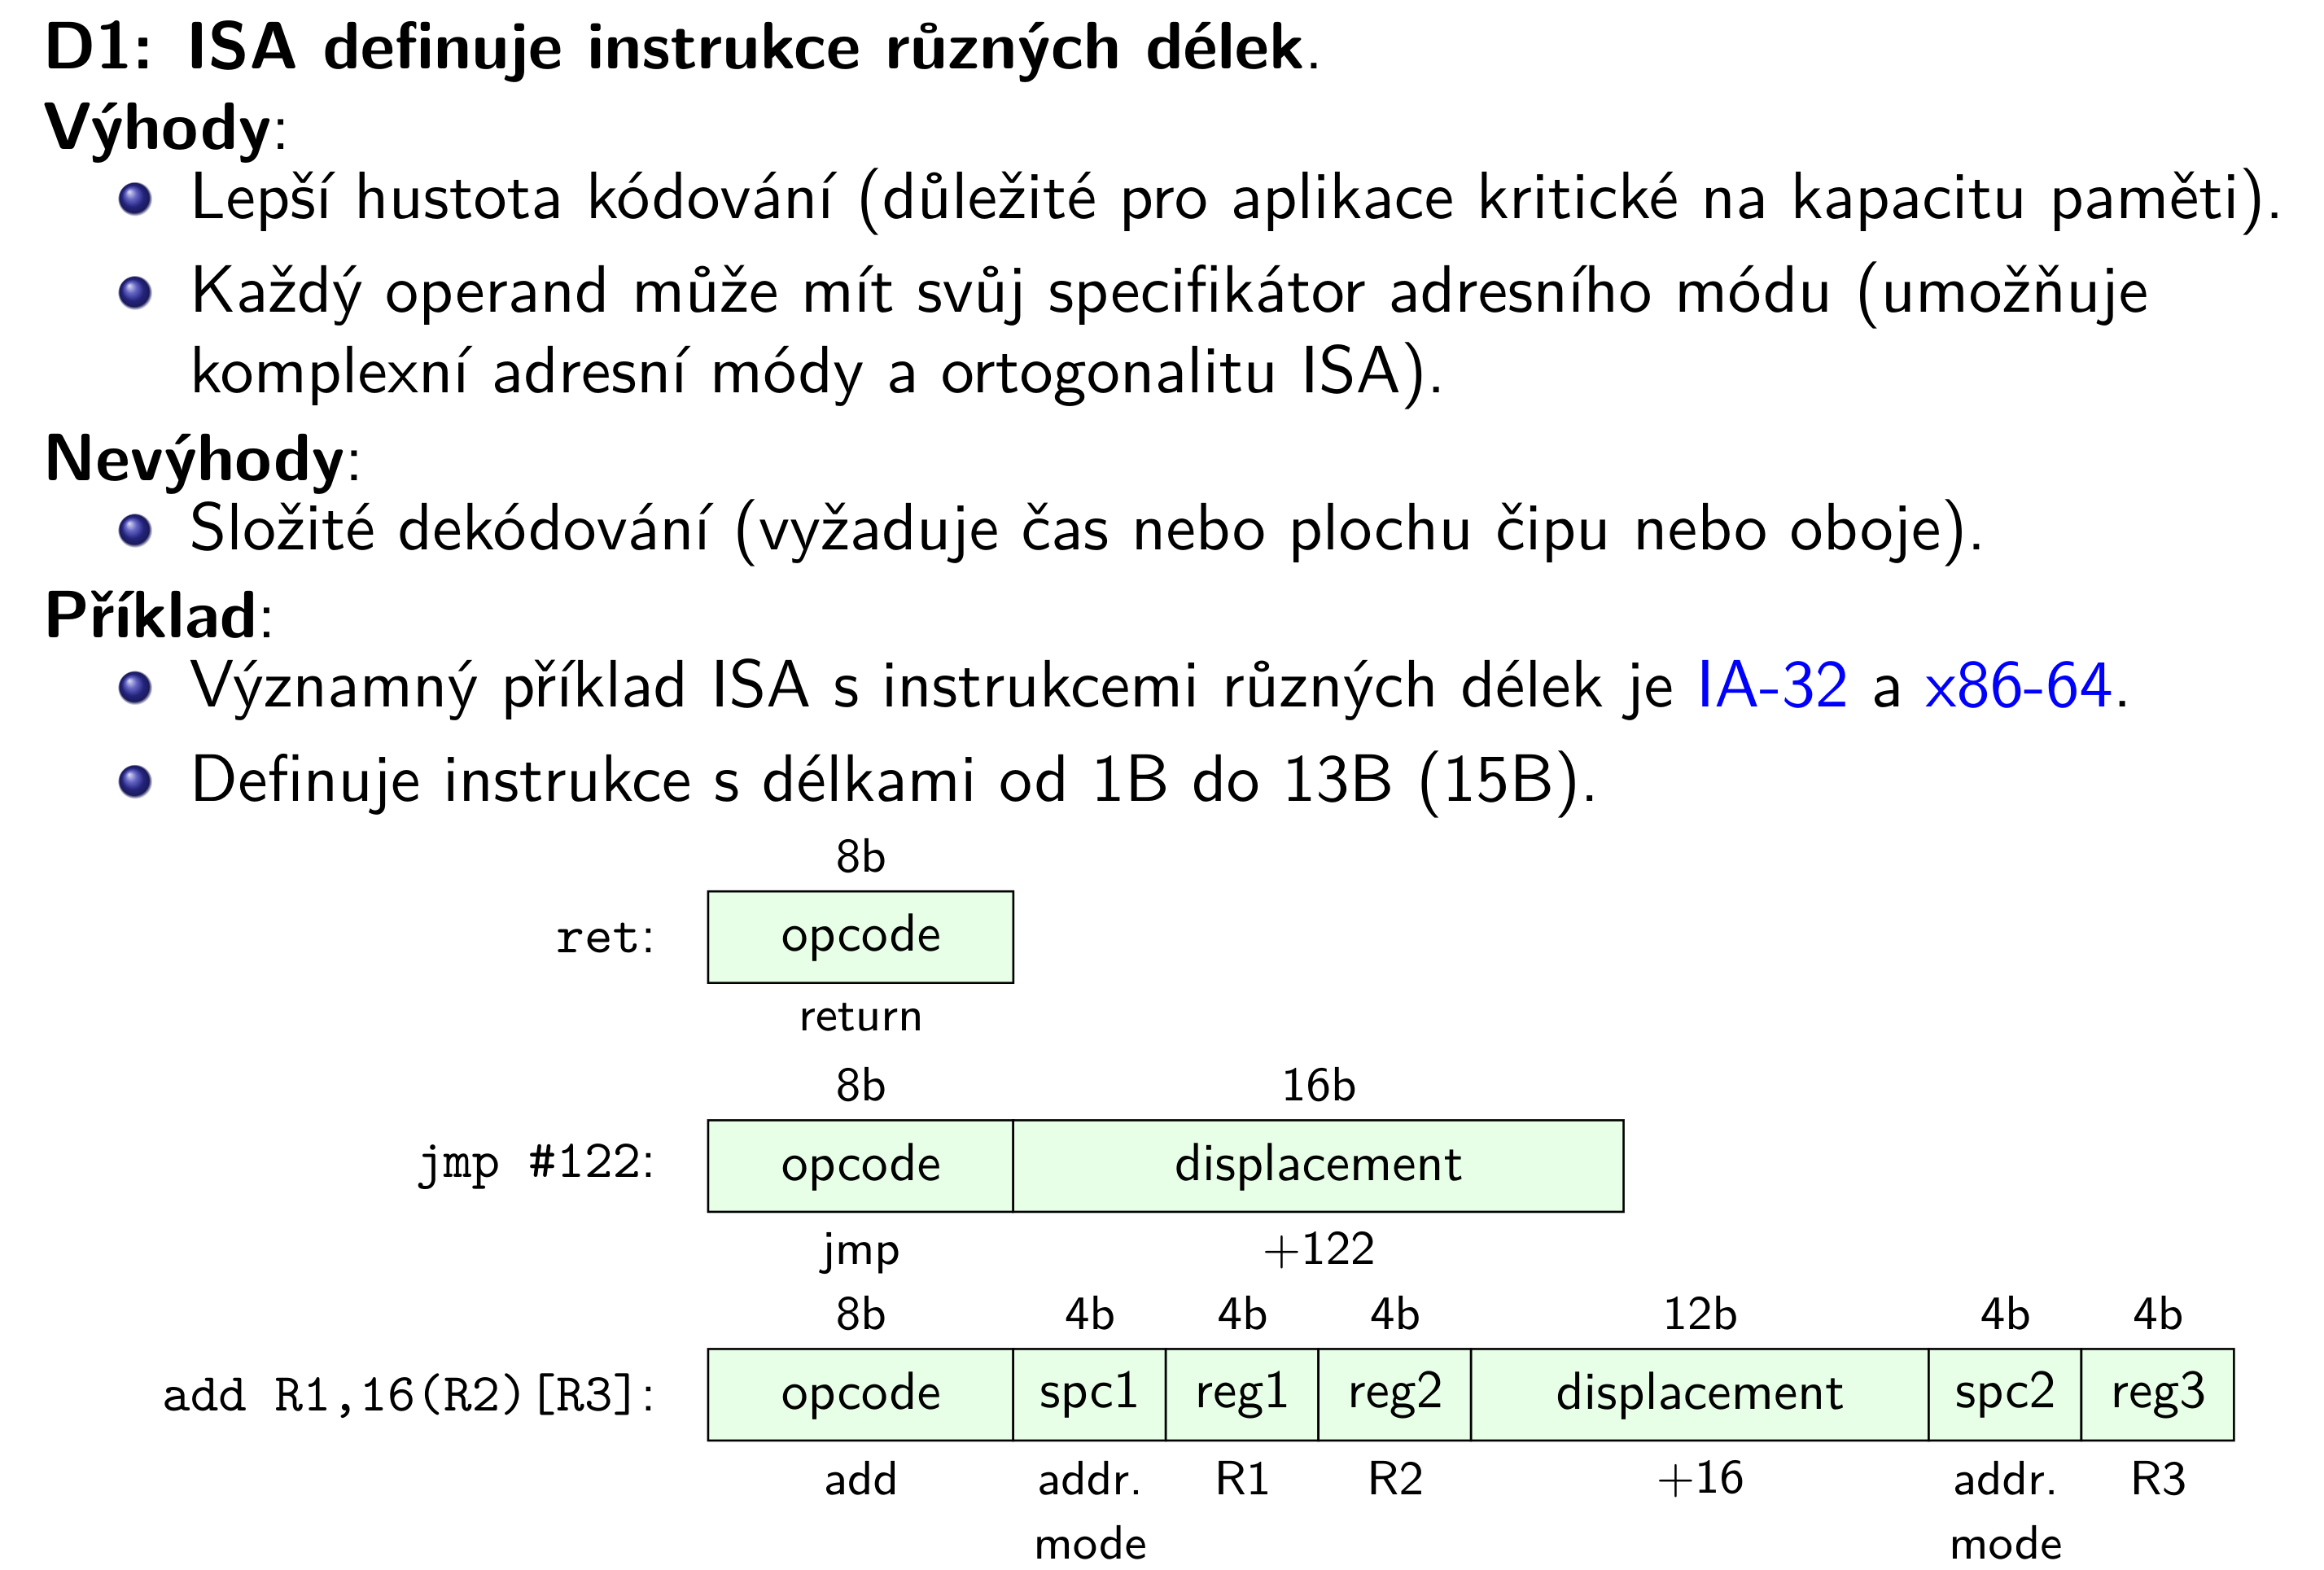 D1: ISA definuje instrukce různých délek.
Výhody:
Lepší hustota kódování (důležité pro aplikace kritické na kapacitu paměti).
Každý operand může mít svůj specifikátor adresního módu (umožňuje
komplexní adresní módy a ortogonalitu ISA).
Nevýhody:
Složité dekódování (vyžaduje čas nebo plochu čipu nebo oboje).
Příklad:
Významný příklad ISA s instrukcemi různých délek je IA-32 a x86-64.
Definuje instrukce s délkami od 1B do 13B (15B).
8b
ret: opcode
return
8b 16b
jmp #122: opcode displacement
jmp +122
8b 4b 4b 4b 12b 4b 4b
add R1,16(R2)[R3]: opcode spc1 reg1 reg2 displacement spc2 reg3
add addr. R1 R2 +16 addr. R3
mode mode